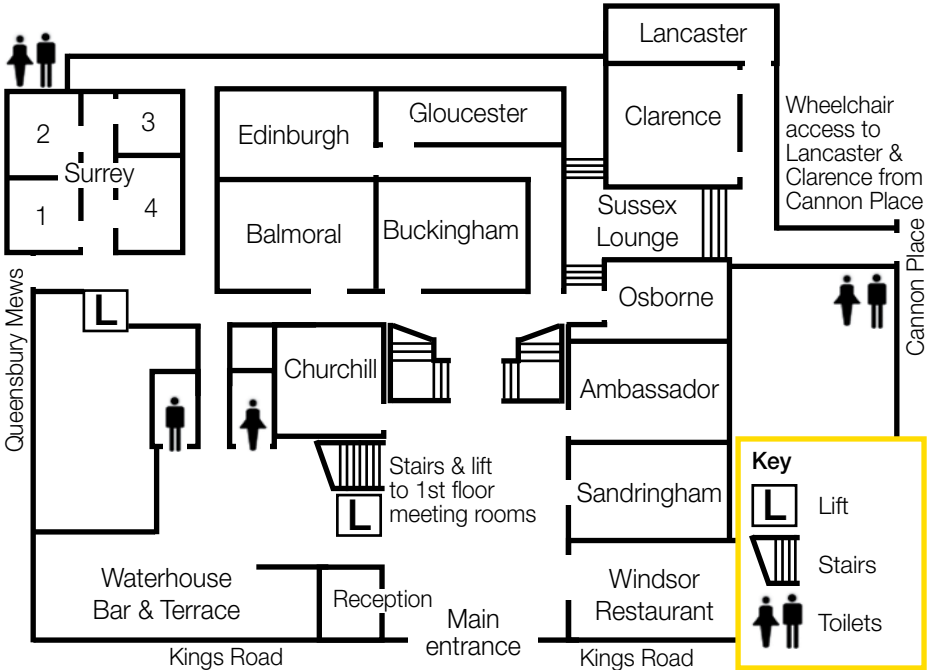 Lancaster
Clarence
Wheelchair
access to
Lancaster &
Clarence from
Cannon Place
Gloucester
Edinburgh
2
3
Surrey
1
4
Balmoral
Buckingham
Sussex
Lounge
Osborne
Cannon Place
Queensbury Mews
L
Churchill
Ambassador
Stairs & lift
to 1st floor
meeting rooms
L
Sandringham
Waterhouse
Bar & Terrace
Reception
Main
entrance
Windsor
Restaurant
Kings Road
Kings Road
Key
L Lift
Stairs
Toilets